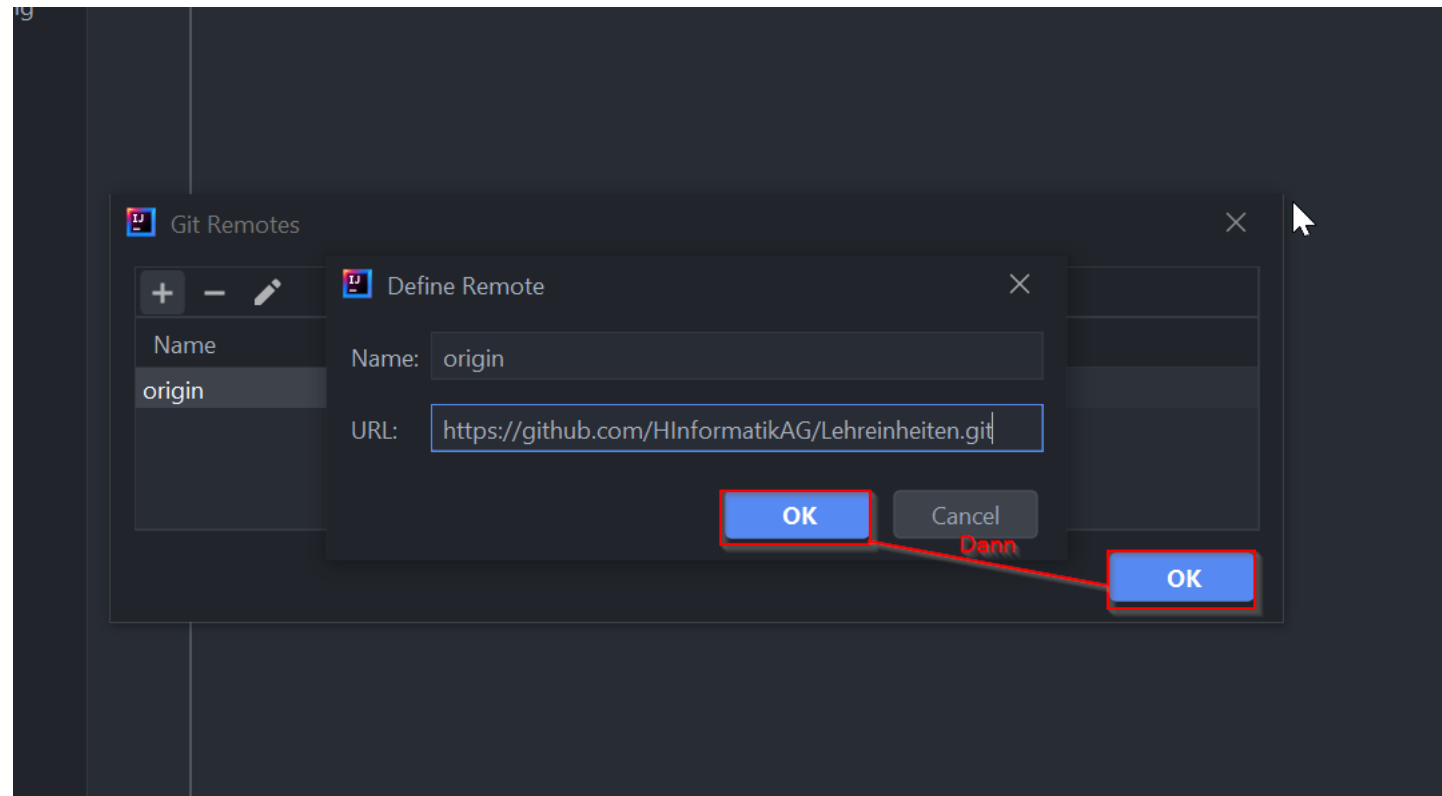 ng
Git Remotes
Define Remote
Name
Name: origin
origin
URL: https://github.com/HInformatikAG/Lehreinheiten.git
OK Cancel
Dann
OK